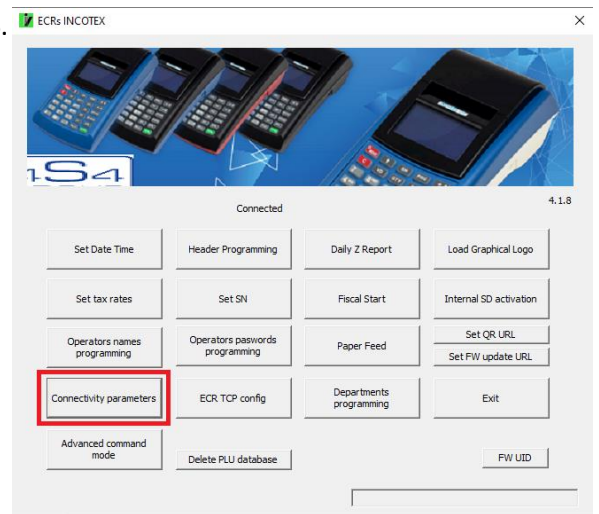 ECRs INCOTEX
4S4
Connected
4.1.8
Set Date Time
Header Programming
Daily Z Report
Load Graphical Logo
Set tax rates
Set SN
Fiscal Start
Internal SD activation
Operators names
programming
Operators paswords
programming
Paper Feed
Set QR URL
Set FW update URL
Connectivity parameters
ECR TCP config
Departments
programming
Exit
Advanced command
mode
Delete PLU database
FW UID